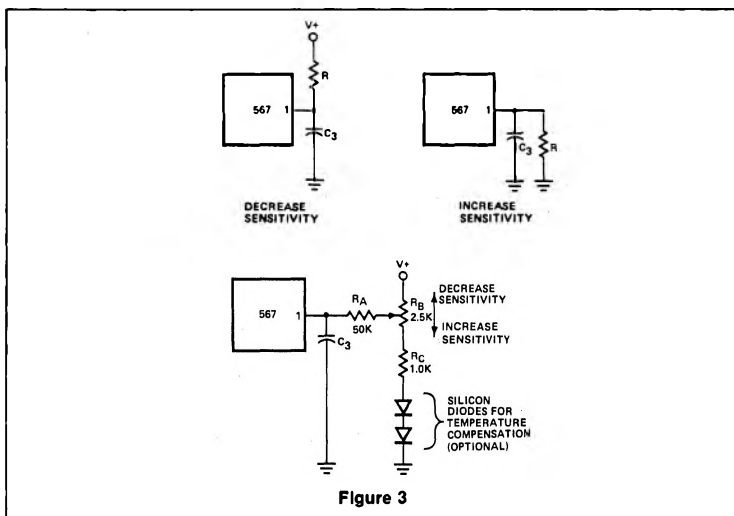 V+
R
567 1
C3
DECREASE
SENSITIVITY
567 1
C3
R
INCREASE
SENSITIVITY
V+
567 1
RA
50K
C3
RB
2.5K
DECREASE
SENSITIVITY
INCREASE
SENSITIVITY
RC
1.0K
SILICON
DIODES FOR
TEMPERATURE
COMPENSATION
(OPTIONAL)
Figure 3